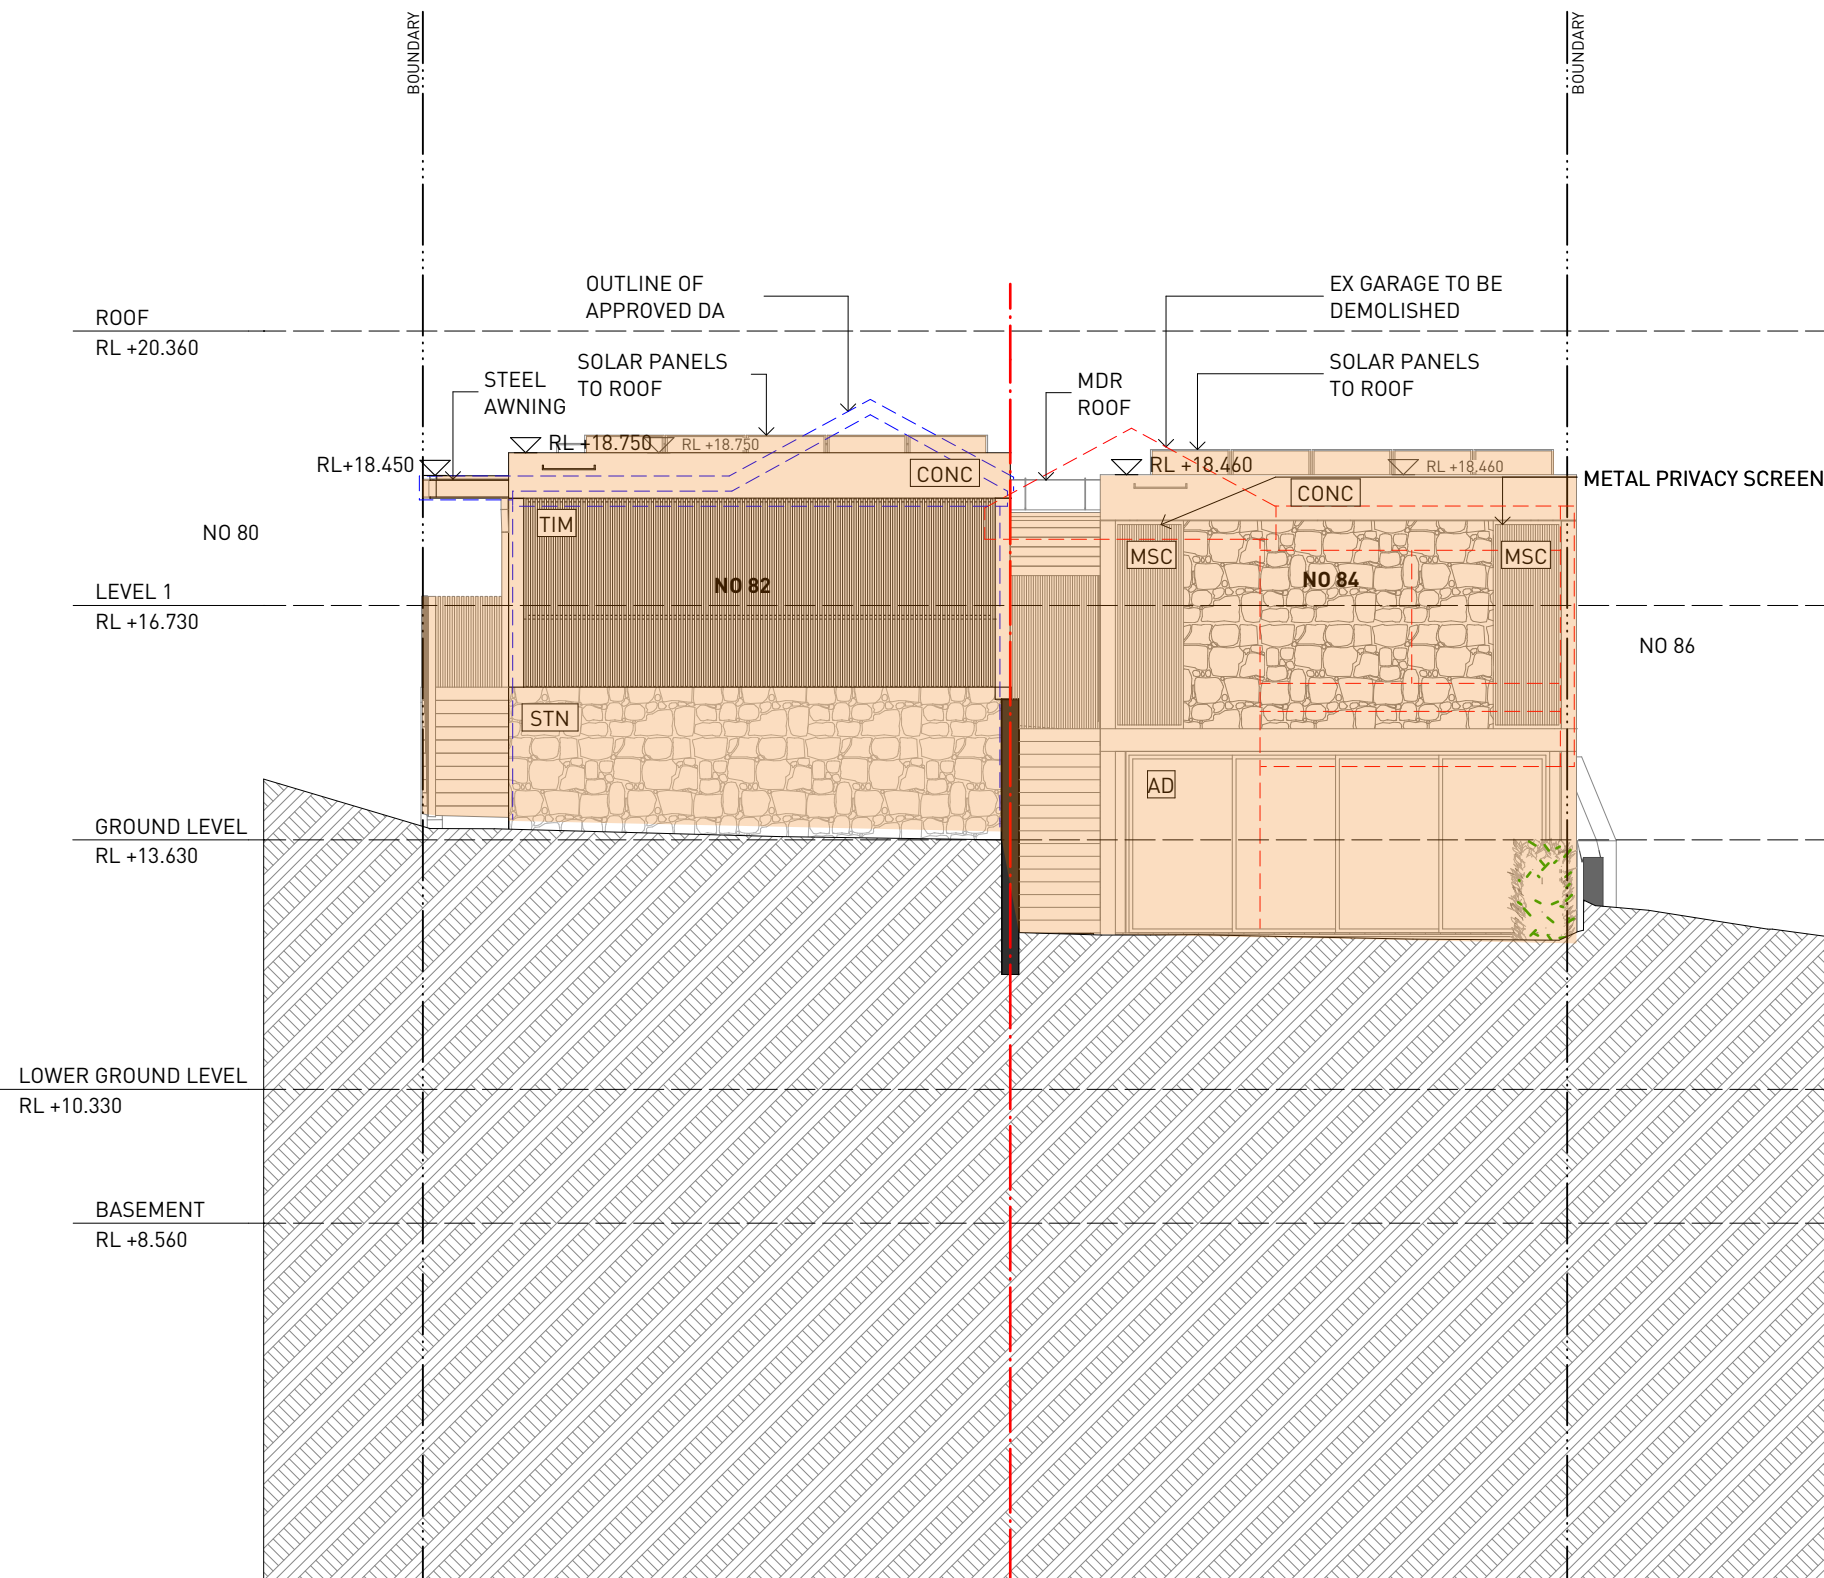 BOUNDARY
BOUNDARY
OUTLINE OF
APPROVED DA
EX GARAGE TO BE
DEMOLISHED
ROOF
RL +20.360
SOLAR PANELS
TO ROOF
STEEL
AWNING
MDR
ROOF
SOLAR PANELS
TO ROOF
RL +18.750
RL +18.750
RL+18.450
CONC
RL +18.460
RL +18.460
METAL PRIVACY SCREEN
CONC
NO 80
TIM
MSC
MSC
NO 82
NO 84
LEVEL 1
RL +16.730
NO 86
STN
AD
GROUND LEVEL
RL +13.630
LOWER GROUND LEVEL
RL +10.330
BASEMENT
RL +8.560